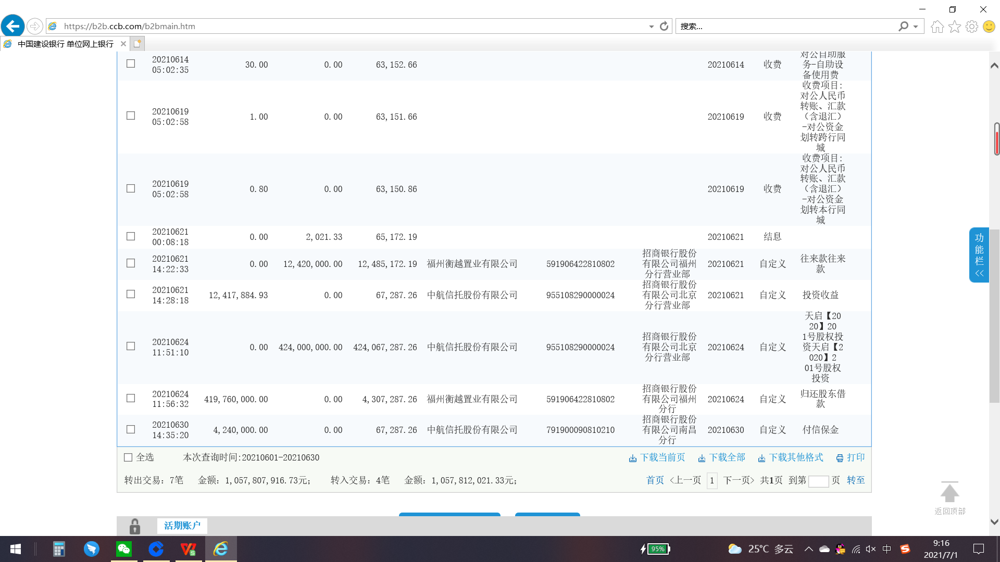 https://b2b.ccb.com/b2bmain.htm
搜索...
中国建设银行 单位网上银行
20210614
05:02:35
30.00
0.00
63,152.66
20210614
收费
对公自助服
务-自助设
备使用费
20210619
05:02:58
1.00
0.00
63,151.66
20210619
收费
收费项目:
对公人民币
转账、汇款
(含退汇)
-对公资金
划转跨行同
城
20210619
05:02:58
0.80
0.00
63,150.86
20210619
收费
收费项目:
对公人民币
转账、汇款
(含退汇)
-对公资金
划转本行同
城
20210621
00:08:18
0.00
2,021.33
65,172.19
20210621
结息
20210621
14:22:33
0.00
12,420,000.00
12,485,172.19
福州衡越置业有限公司
591906422810802
招商银行股份
有限公司福州
分行营业部
20210621
自定义
往来款往来
款
20210621
14:28:18
12,417,884.93
0.00
67,287.26
中航信托股份有限公司
955108290000024
招商银行股份
有限公司北京
分行营业部
20210621
自定义
投资收益
20210624
11:51:10
0.00
424,000,000.00
424,067,287.26
中航信托股份有限公司
955108290000024
招商银行股份
有限公司北京
分行营业部
20210624
自定义
天启【20
20】20
1号股权投
资天启【2
020】2
01号股权
投资
20210624
11:56:32
419,760,000.00
0.00
4,307,287.26
福州衡越置业有限公司
591906422810802
招商银行股份
有限公司福州
分行
20210624
自定义
归还股东借
款
20210630
14:35:20
4,240,000.00
0.00
67,287.26
中航信托股份有限公司
791900090810210
招商银行股份
有限公司南昌
分行
20210630
自定义
付信保金
全选 本次查询时间:20210601-20210630 下载当前页 下载全部 下载其他格式 打印
转出交易: 7笔 金额: 1,057,807,916.73元; 转入交易: 4笔 金额: 1,057,812,021.33元; 首页 <上一页 1 下一页> 共1页 到第 页 转至
功
能
栏
<<
返回顶部
活期账户
95%
25℃ 多云
中
9:16
2021/7/1